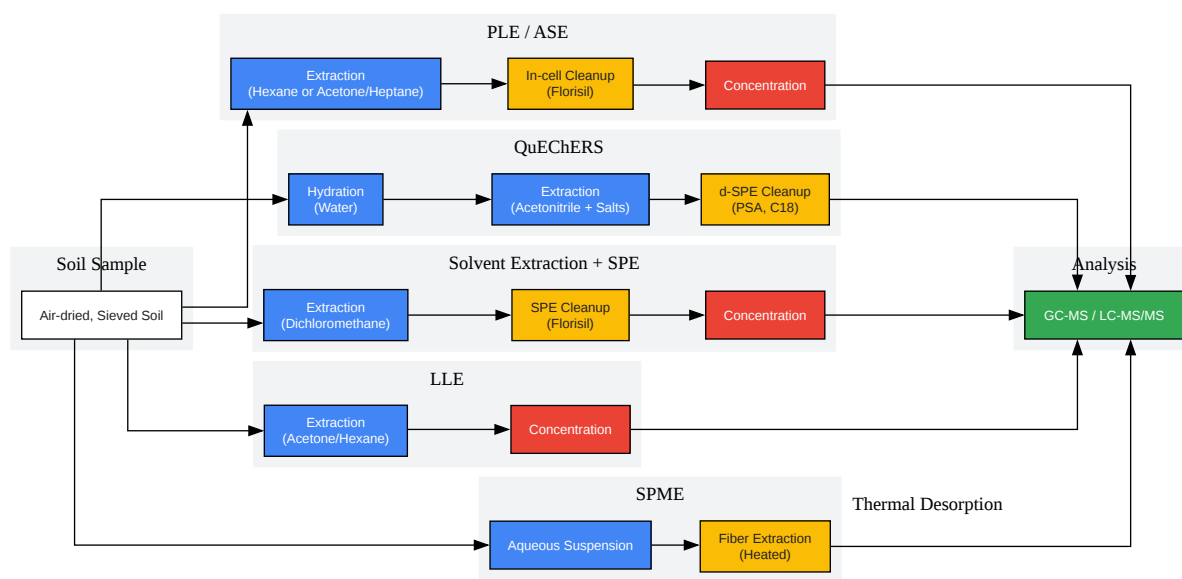 PLE / ASE
Extraction
(Hexane or Acetone/Heptane)
In-cell Cleanup
(Florisil)
Concentration
QuEChERS
Hydration
(Water)
Extraction
(Acetonitrile + Salts)
d-SPE Cleanup
(PSA, C18)
Soil Sample
Air-dried, Sieved Soil
Solvent Extraction + SPE
Extraction
(Dichloromethane)
SPE Cleanup
(Florisil)
Concentration
Analysis
GC-MS / LC-MS/MS
LLE
Extraction
(Acetone/Hexane)
Concentration
SPME
Aqueous Suspension
Fiber Extraction
(Heated)
Thermal Desorption